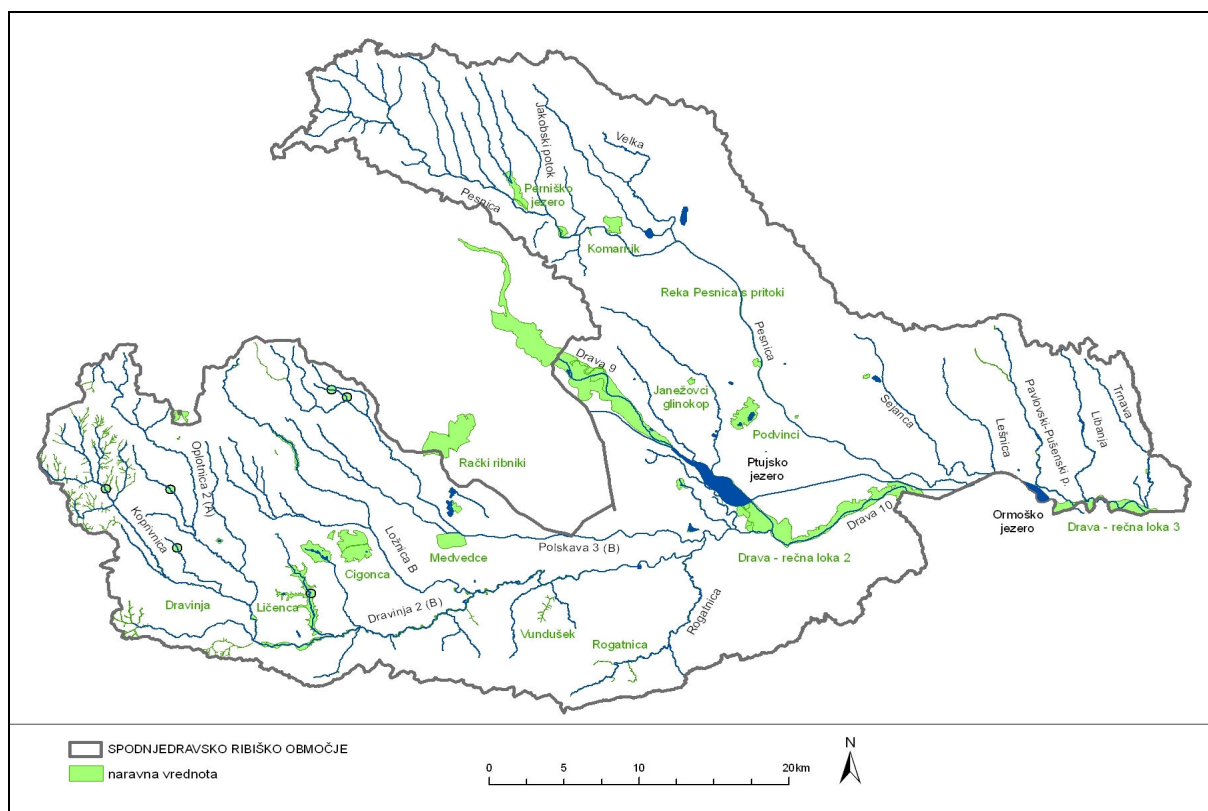 Jakobski potok
Velka
Perniško
jezero
Pesnica
Komarnik
Reka Pesnica s pritoki
Pesnica
Drava 9
Janežovci
glinokop
Podvinci
Sejanca
Lešnica
Pavlovski-Pušenski p.
Libanja
Trnava
Rački ribniki
Ptujsko
jezero
Oplotnica 2 (A)
Koprivnica
Ložnica B
Cigonca
Medvedce
Polskava 3 (B)
Drava 10
Ormoško
jezero
Drava - rečna loka 3
Drava - rečna loka 2
Dravinja
Ličenca
Dravinja 2 (B)
Vundušek
Rogatnica
Rogatnica
SPODNJEDRAVSKO RIBIŠKO OBMOČJE
naravna vrednota
0 5 10 20km
N